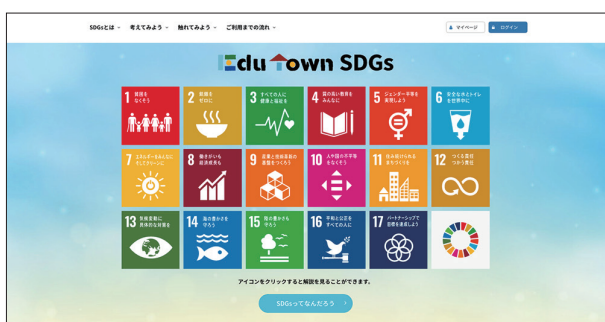 SDGsとは 考えてみよう 触れてみよう ご利用までの流れ マイページ ログイン
EduTown SDGs
1 貧困を
なくそう
2 飢餓を
ゼロに
3 すべての人に
健康と福祉を
4 質の高い教育を
みんなに
5 ジェンダー平等を
実現しよう
6 安全な水とトイレ
を世界中に
7 エネルギーをみんなに
そしてクリーンに
8 働きがいも
経済成長も
9 産業と技術革新の
基盤をつくろう
10 人や国の不平等
をなくそう
11 住み続けられる
まちづくりを
12 つくる責任
つかう責任
13 気候変動に
具体的な対策を
14 海の豊かさを
守ろう
15 陸の豊かさも
守ろう
16 平和と公正を
すべての人に
17 パートナーシップで
目標を達成しよう
アイコンをクリックすると解説を見ることができます。
SDGsってなんだろう